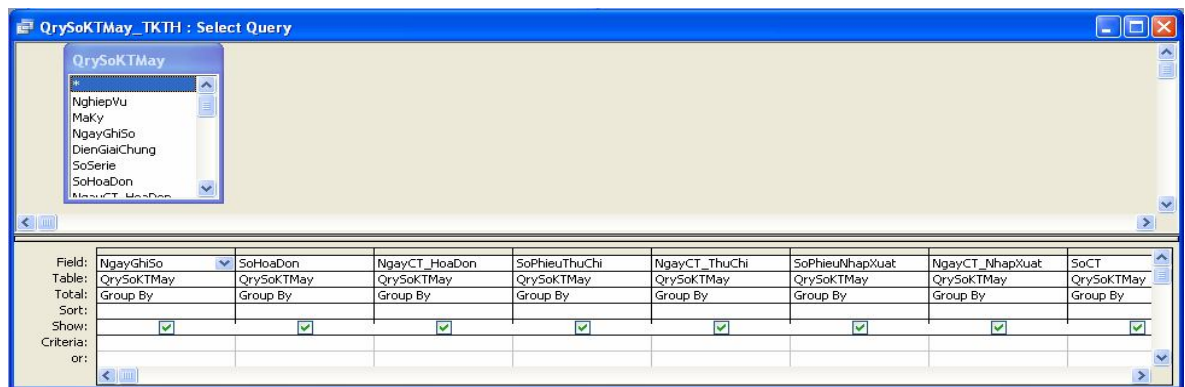 QrySoKTMay_TKTH : Select Query
QrySoKTMay
*
NghiepVu
MaKy
NgayGhiSo
DienGiaiChung
SoSerie
SoHoaDon
NgayCT_HoaDon
Field: NgayGhiSo SoHoaDon NgayCT_HoaDon SoPhieuThuChi NgayCT_ThuChi SoPhieuNhapXuat NgayCT_NhapXuat SoCT
Table: QrySoKTMay QrySoKTMay QrySoKTMay QrySoKTMay QrySoKTMay QrySoKTMay QrySoKTMay QrySoKTMay
Total: Group By Group By Group By Group By Group By Group By Group By Group By
Sort:
Show:
Criteria:
or: